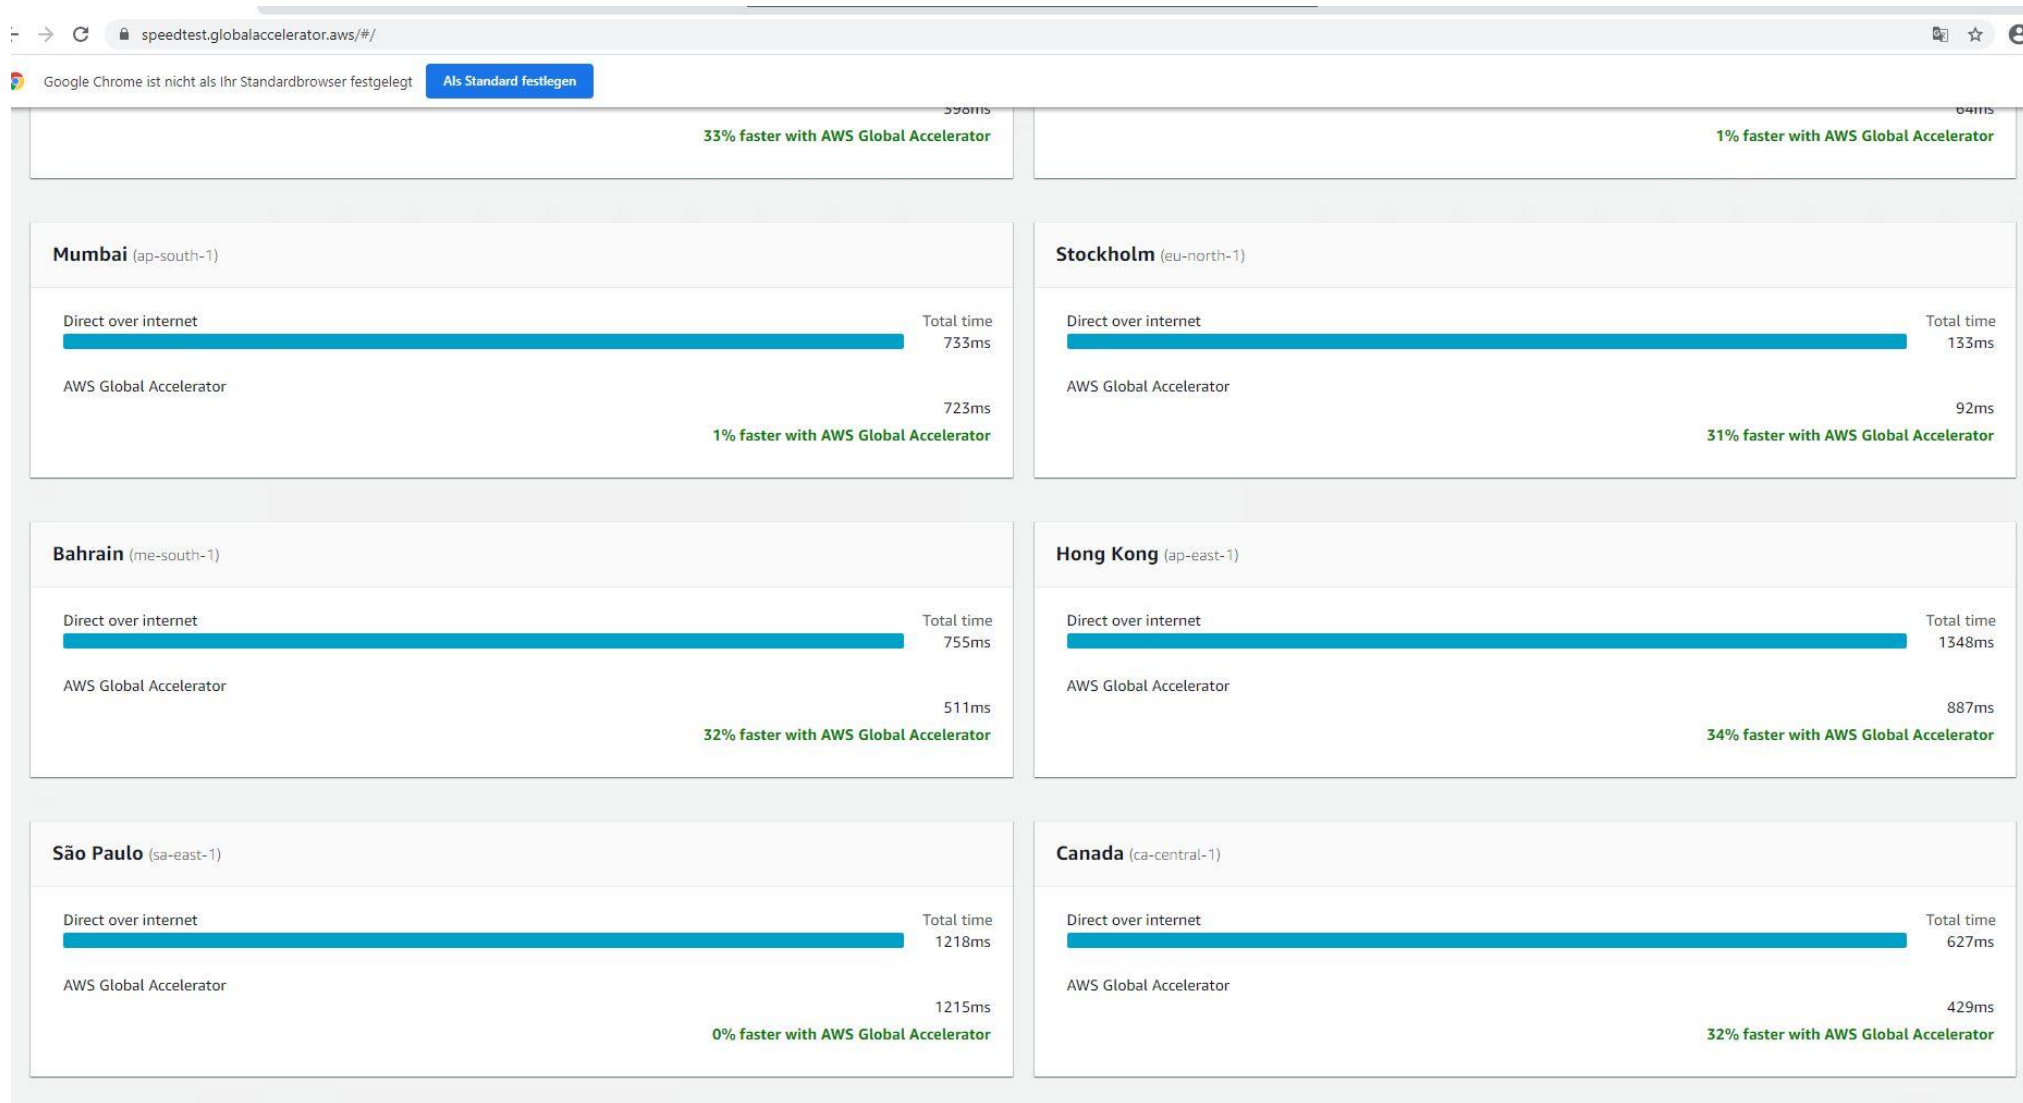 speedtest.globalaccelerator.aws/#/
Google Chrome ist nicht als Ihr Standardbrowser festgelegt
Als Standard festlegen
398ms
33% faster with AWS Global Accelerator
64ms
1% faster with AWS Global Accelerator
Mumbai (ap-south-1)
Direct over internet
Total time
733ms
AWS Global Accelerator
723ms
1% faster with AWS Global Accelerator
Stockholm (eu-north-1)
Direct over internet
Total time
133ms
AWS Global Accelerator
92ms
31% faster with AWS Global Accelerator
Bahrain (me-south-1)
Direct over internet
Total time
755ms
AWS Global Accelerator
511ms
32% faster with AWS Global Accelerator
Hong Kong (ap-east-1)
Direct over internet
Total time
1348ms
AWS Global Accelerator
887ms
34% faster with AWS Global Accelerator
São Paulo (sa-east-1)
Direct over internet
Total time
1218ms
AWS Global Accelerator
1215ms
0% faster with AWS Global Accelerator
Canada (ca-central-1)
Direct over internet
Total time
627ms
AWS Global Accelerator
429ms
32% faster with AWS Global Accelerator